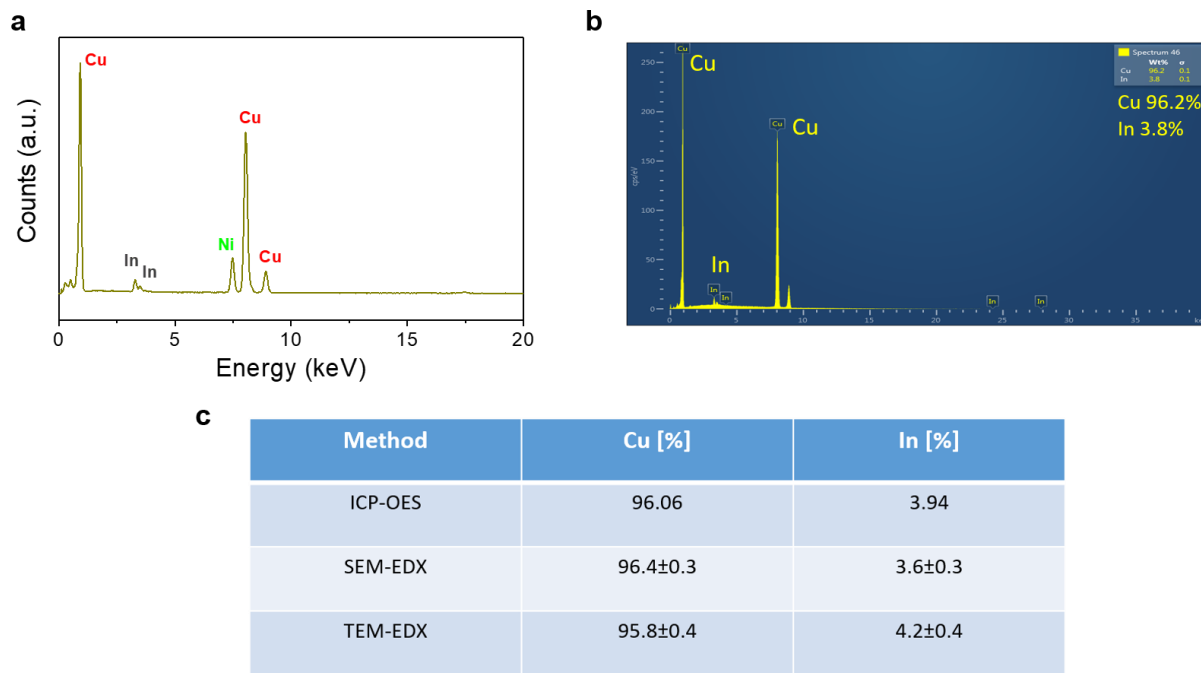 a
Cu
Cu
In
In
Ni
Cu
Counts (a.u.)
0
5
10
15
20
Energy (keV)
b
Cu
Cu
Cu
Cu
In
In
In
In
In
Spectrum 46
Wt% σ
Cu 96.2 0.1
In 3.8 0.1
Cu 96.2%
In 3.8%
250
200
150
100
50
0
cps/eV
0 5 10 15 20 25 30 35
c
Method Cu [%] In [%]
ICP-OES 96.06 3.94
SEM-EDX 96.4±0.3 3.6±0.3
TEM-EDX 95.8±0.4 4.2±0.4